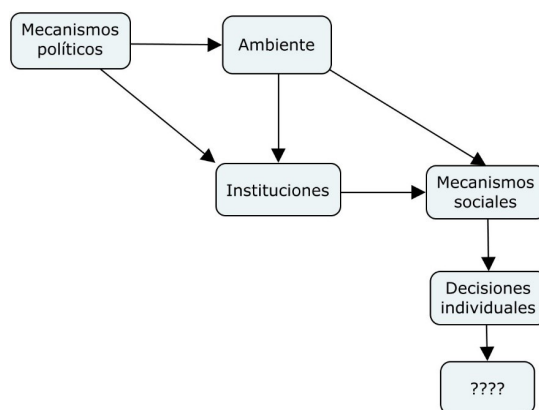 Mecanismos
políticos
Ambiente
Instituciones
Mecanismos
sociales
Decisiones
individuales
????